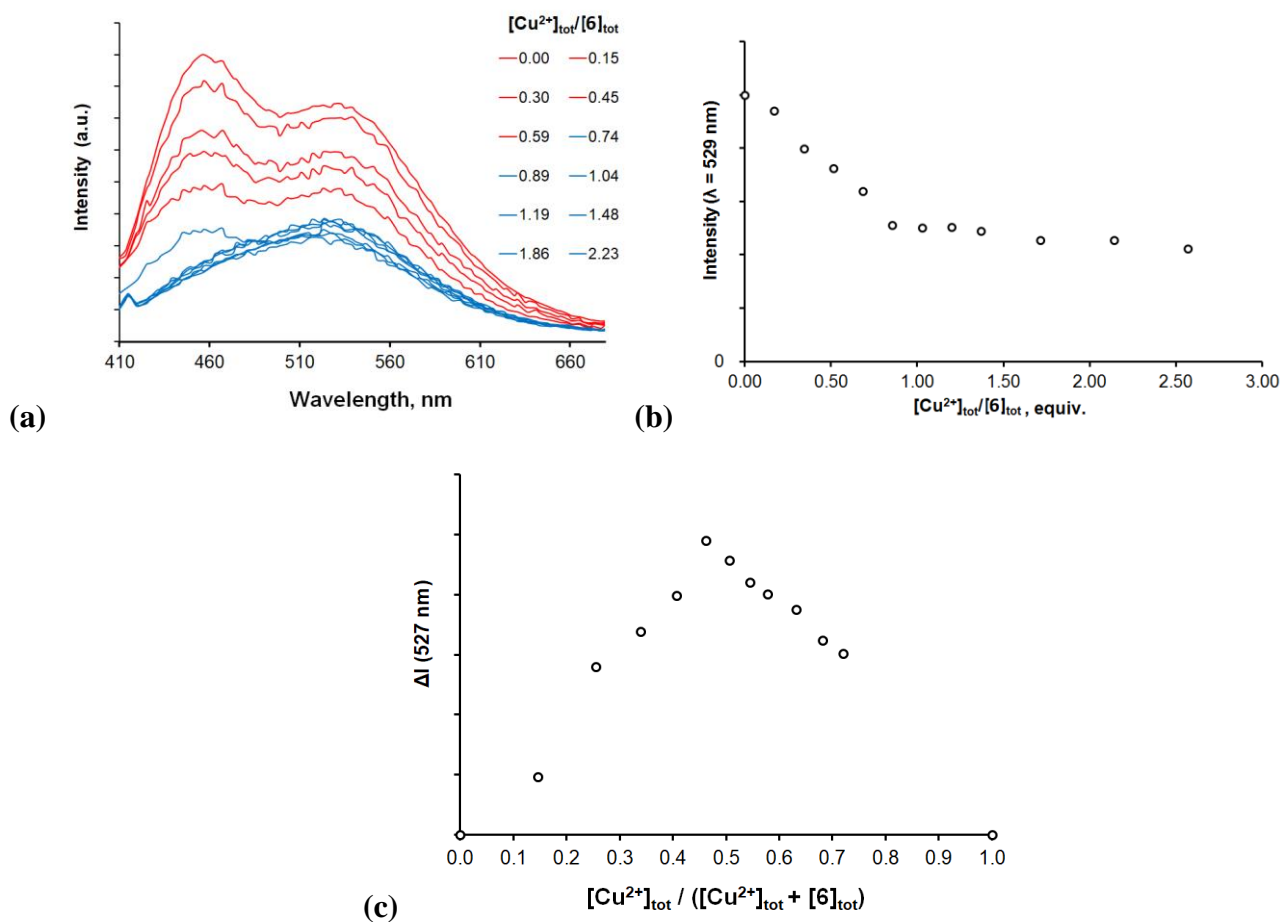 [Cu²⁺]tot/[6]tot
0.00 0.15
0.30 0.45
0.59 0.74
0.89 1.04
1.19 1.48
1.86 2.23
Intensity (a.u.)
410 460 510 560 610 660
Wavelength, nm
(a)
Intensity (λ = 529 nm)
0
0.00 0.50 1.00 1.50 2.00 2.50 3.00
[Cu²⁺]tot/[6]tot , equiv.
(b)
ΔI (527 nm)
0.0 0.1 0.2 0.3 0.4 0.5 0.6 0.7 0.8 0.9 1.0
[Cu²⁺]tot / ([Cu²⁺]tot + [6]tot)
(c)